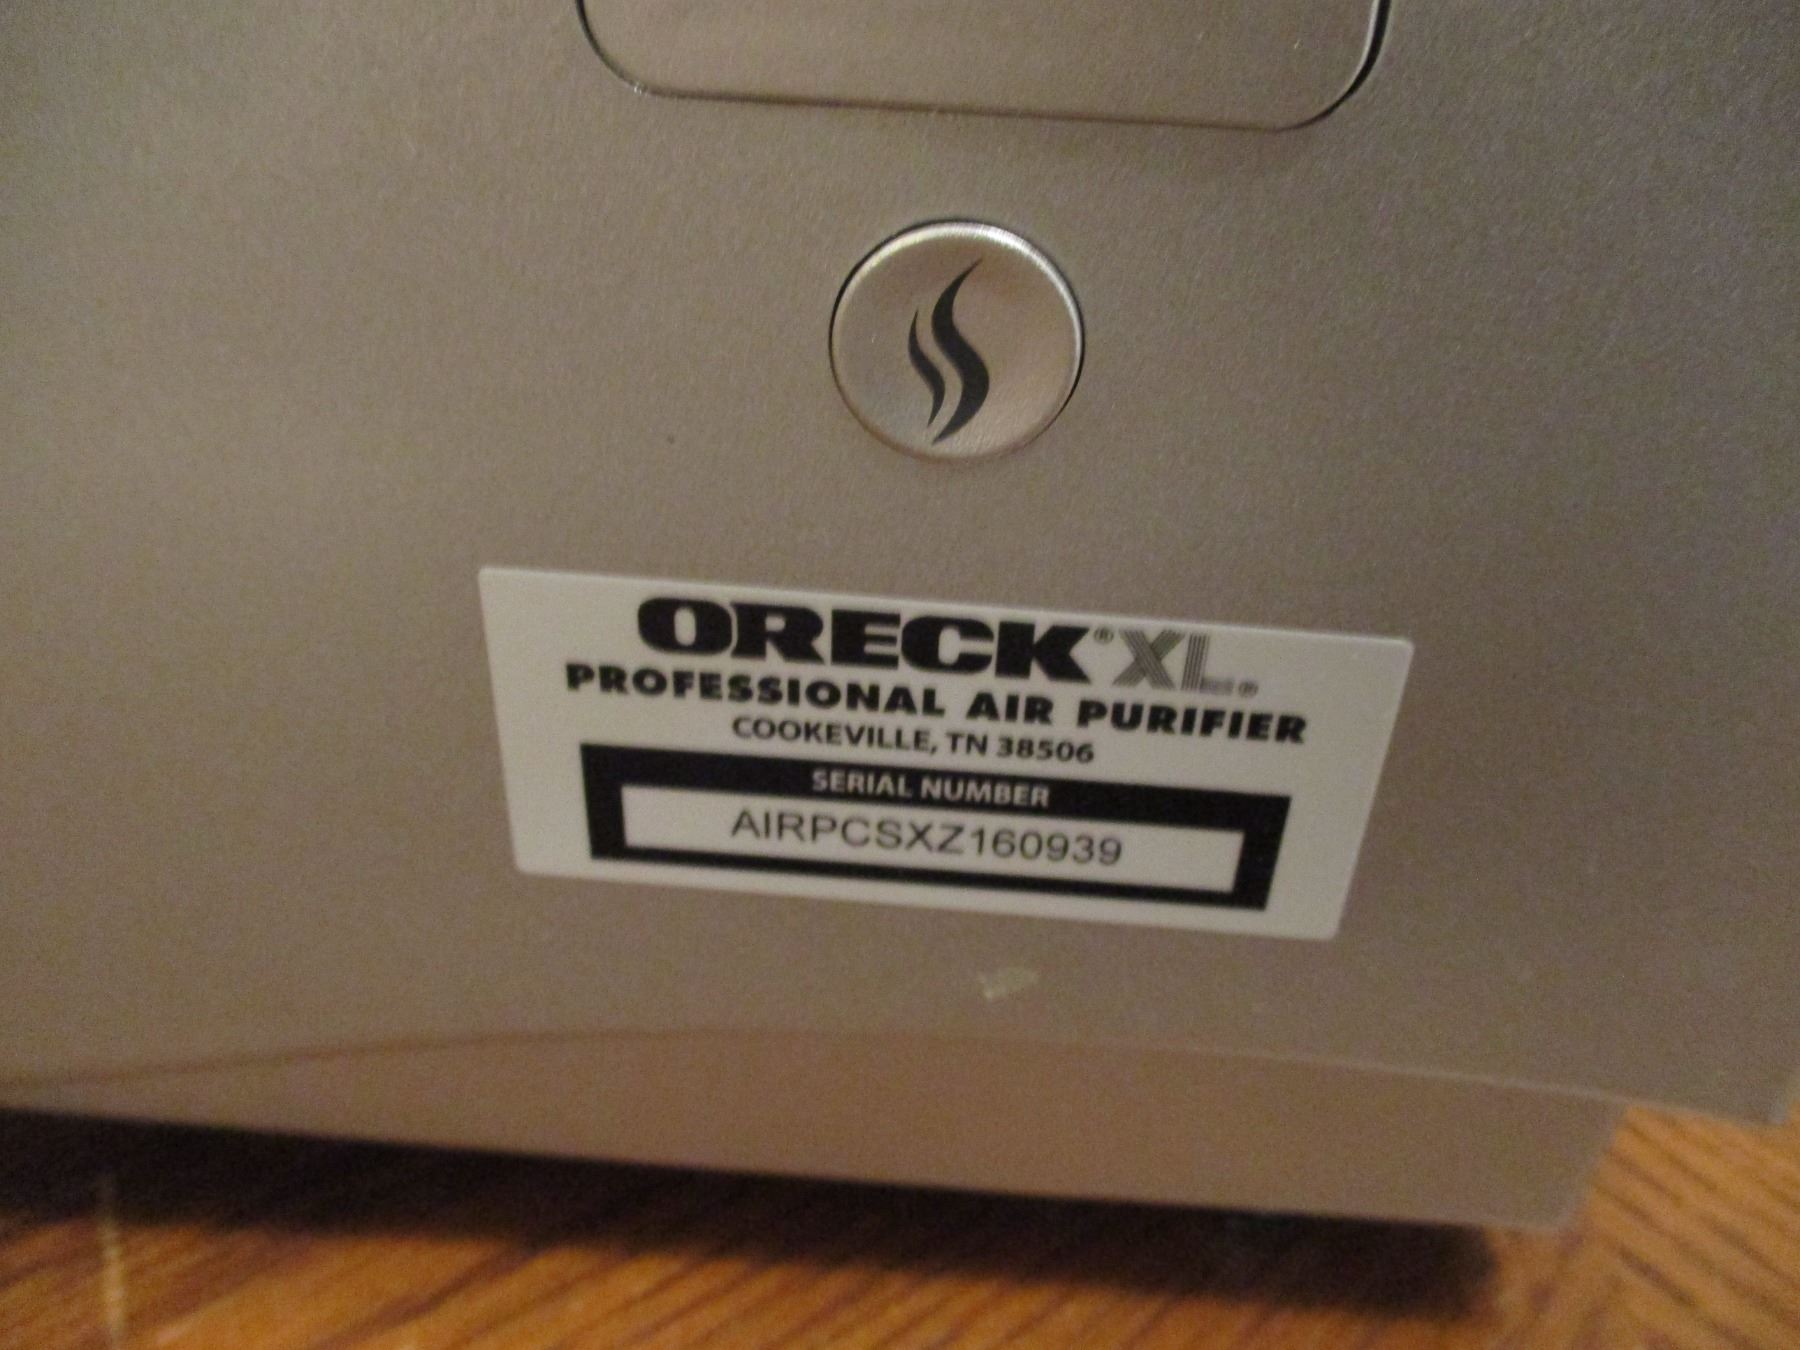 ORECK® XL®
PROFESSIONAL AIR PURIFIER
COOKEVILLE, TN 38506
SERIAL NUMBER
AIRPCSXZ160939